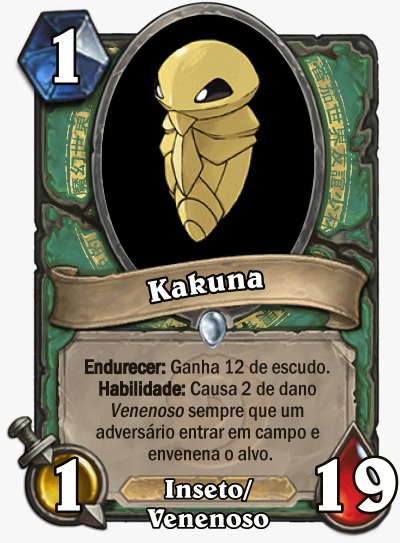 1
Kakuna
Endurecer: Ganha 12 de escudo.
Habilidade: Causa 2 de dano
Venenoso sempre que um
adversário entrar em campo e
envenena o alvo.
1
Inseto/
Venenoso
19